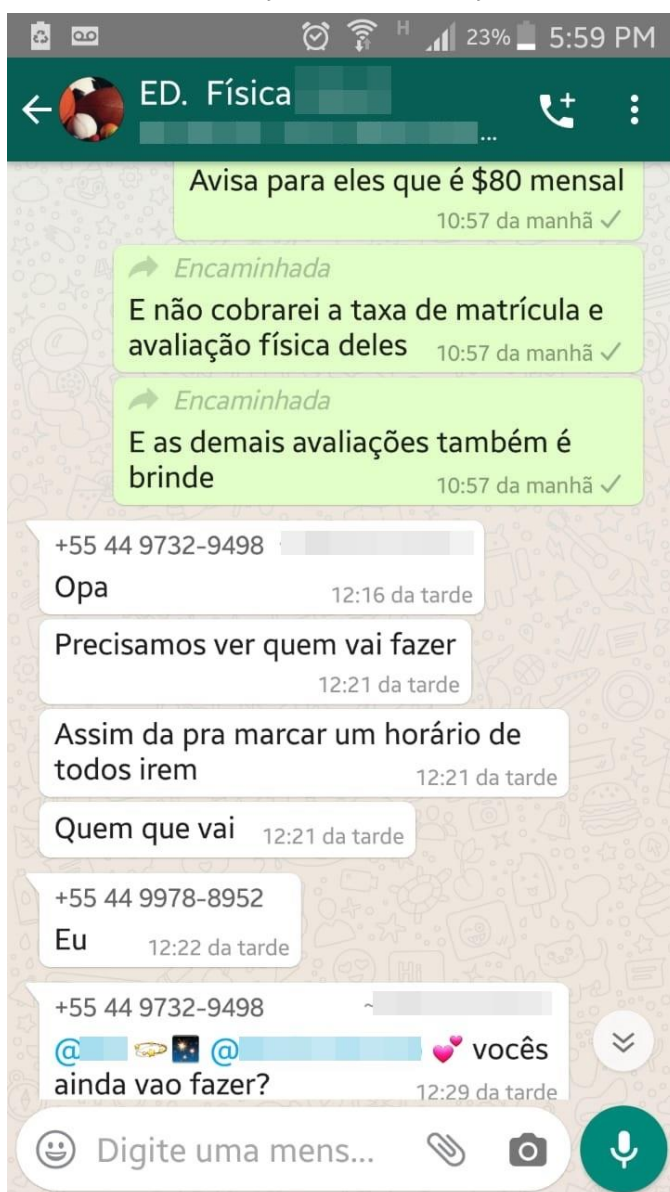 H 23% 5:59 PM
ED. Física
...
Avisa para eles que é $80 mensal
10:57 da manhã
Encaminhada
E não cobrarei a taxa de matrícula e
avaliação física deles 10:57 da manhã
Encaminhada
E as demais avaliações também é
brinde 10:57 da manhã
+55 44 9732-9498
Opa 12:16 da tarde
Precisamos ver quem vai fazer
12:21 da tarde
Assim da pra marcar um horário de
todos irem 12:21 da tarde
Quem que vai 12:21 da tarde
+55 44 9978-8952
Eu 12:22 da tarde
+55 44 9732-9498 ~
@ 💫🎇 @ 💕 vocês
ainda vao fazer? 12:29 da tarde
Digite uma mens...